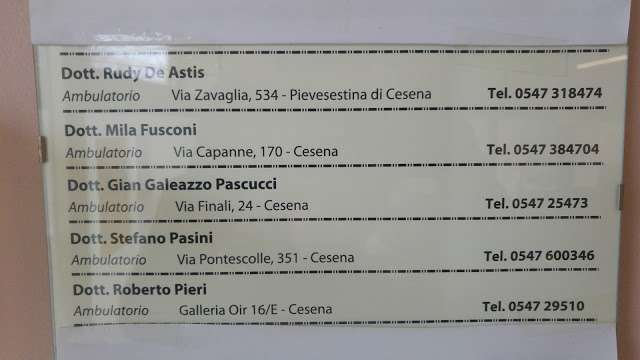 Dott. Rudy De Astis
Ambulatorio Via Zavaglia, 534 - Pievesestina di Cesena Tel. 0547 318474
Dott. Mila Fusconi
Ambulatorio Via Capanne, 170 - Cesena Tel. 0547 384704
Dott. Gian Galeazzo Pascucci
Ambulatorio Via Finali, 24 - Cesena Tel. 0547 25473
Dott. Stefano Pasini
Ambulatorio Via Pontescolle, 351 - Cesena Tel. 0547 600346
Dott. Roberto Pieri
Ambulatorio Galleria Oir 16/E - Cesena Tel. 0547 29510